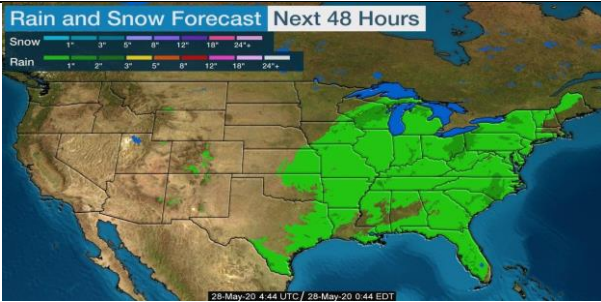 Rain and Snow Forecast Next 48 Hours
Snow 1" 3" 5" 8" 12" 18" 24"+
Rain 1" 2" 3" 5" 8" 12" 18" 24"+
28-May-20 4:44 UTC / 28-May-20 0:44 EDT